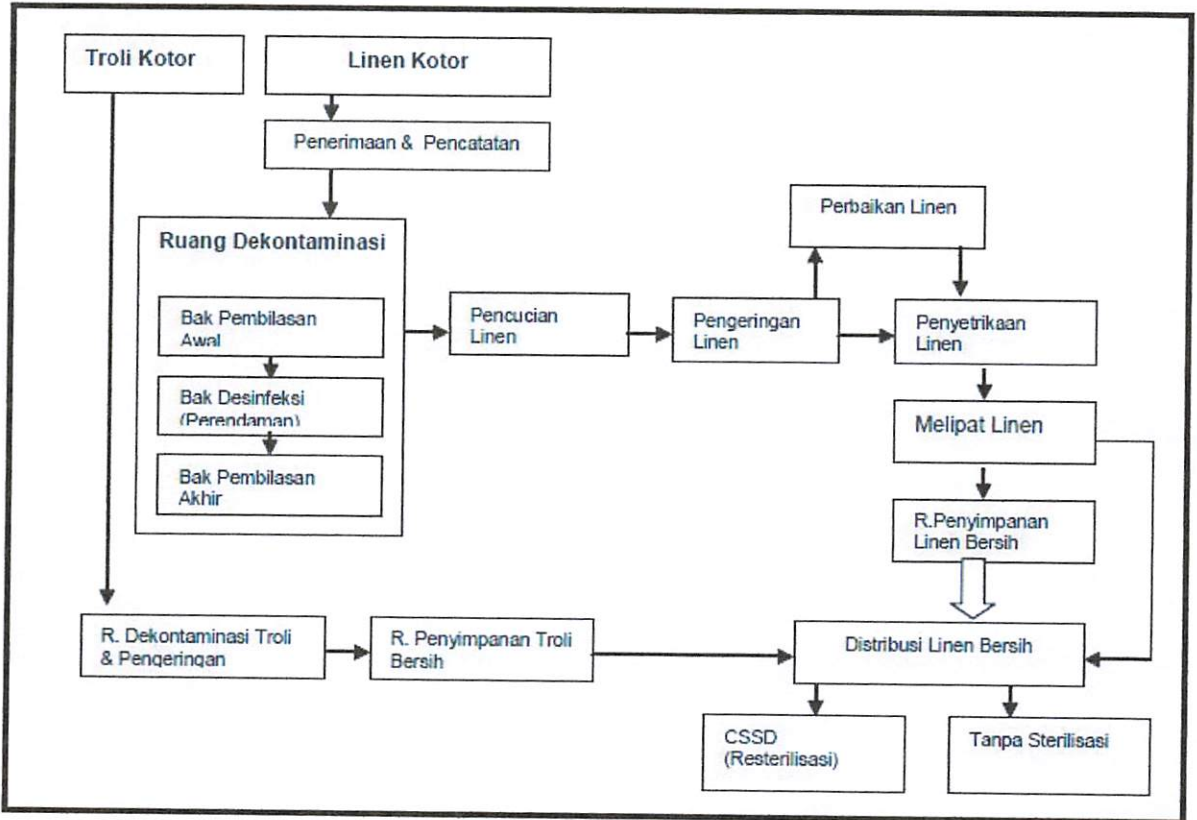 Troli Kotor
Linen Kotor
Penerimaan & Pencatatan
Ruang Dekontaminasi
Bak Pembilasan
Awal
Bak Desinfeksi
(Perendaman)
Bak Pembilasan
Akhir
Pencucian
Linen
Pengeringan
Linen
Perbaikan Linen
Penyetrikaan
Linen
Melipat Linen
R.Penyimpanan
Linen Bersih
R. Dekontaminasi Troli
& Pengeringan
R. Penyimpanan Troli
Bersih
Distribusi Linen Bersih
CSSD
(Resterilisasi)
Tanpa Sterilisasi